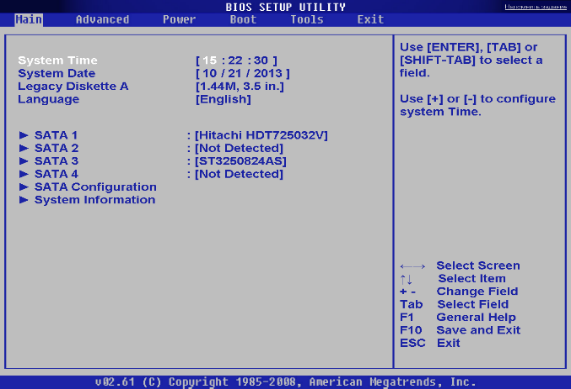 BIOS SETUP UTILITY
Main Advanced Power Boot Tools Exit
System Time [ 15 : 22 : 30 ]
System Date [ 10 / 21 / 2013 ]
Legacy Diskette A [1.44M, 3.5 in.]
Language [English]
► SATA 1 : [Hitachi HDT725032V]
► SATA 2 : [Not Detected]
► SATA 3 : [ST3250824AS]
► SATA 4 : [Not Detected]
► SATA Configuration
► System Information
Use [ENTER], [TAB] or
[SHIFT-TAB] to select a
field.
Use [+] or [-] to configure
system Time.
←→ Select Screen
↑↓ Select Item
+ - Change Field
Tab Select Field
F1 General Help
F10 Save and Exit
ESC Exit
v02.61 (C) Copyright 1985-2008, American Megatrends, Inc.